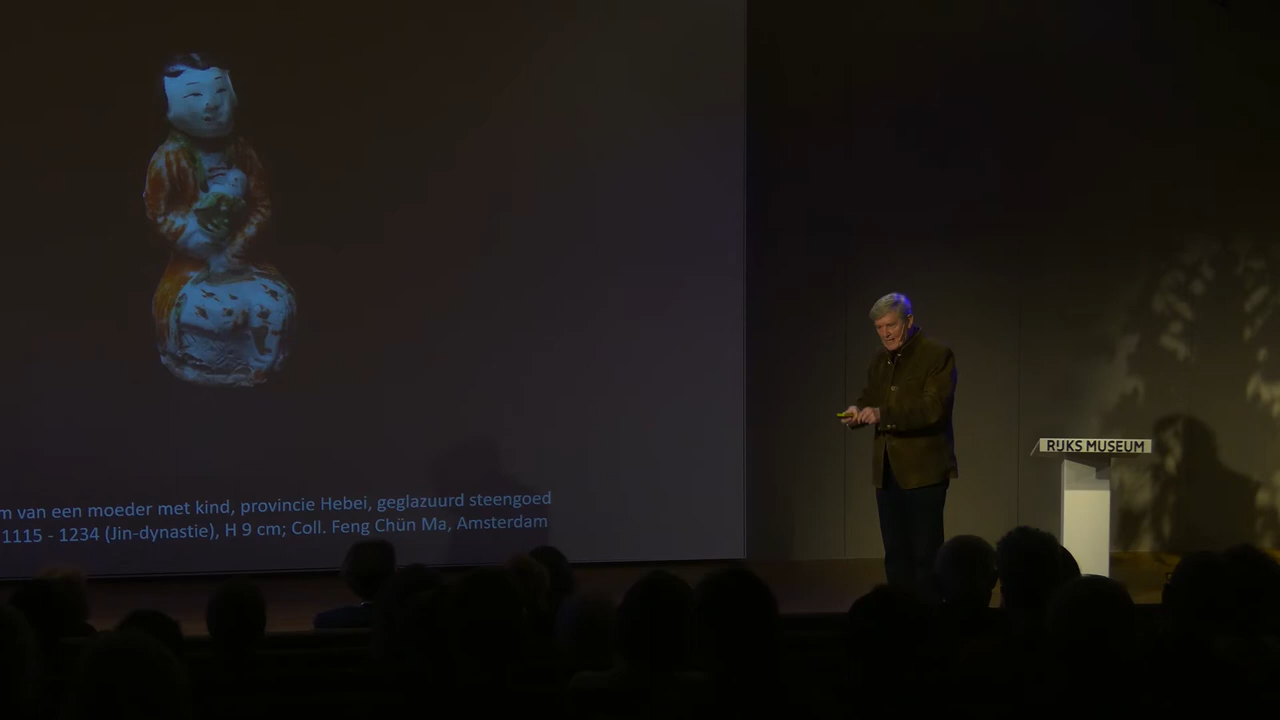 m van een moeder met kind, provincie Hebei, geglazuurd steengoed
1115 - 1234 (Jin-dynastie), H 9 cm; Coll. Feng Chün Ma, Amsterdam
RIJKS MUSEUM